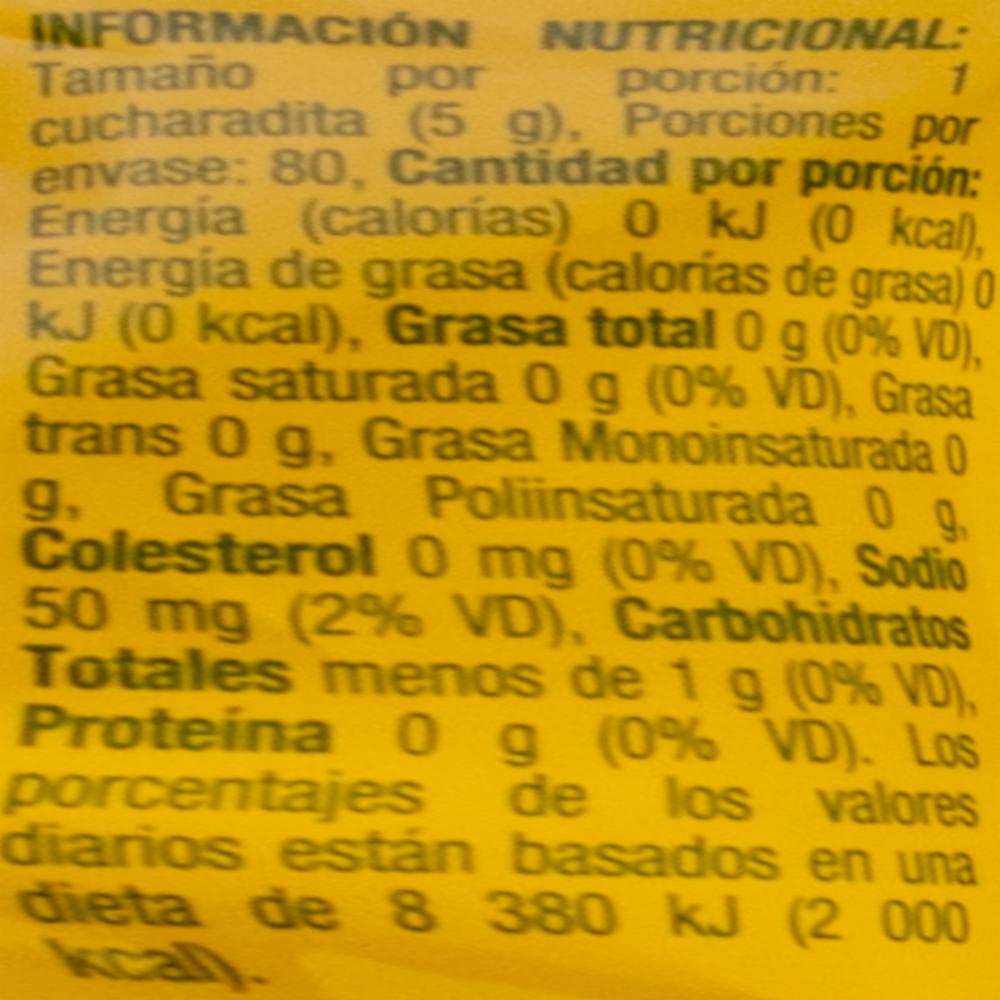 INFORMACIÓN NUTRICIONAL:
Tamaño por porción: 1
cucharadita (5 g), Porciones por
envase: 80, Cantidad por porción:
Energía (calorías) 0 kJ (0 kcal),
Energía de grasa (calorías de grasa) 0
kJ (0 kcal), Grasa total 0 g (0% VD),
Grasa saturada 0 g (0% VD), Grasa
trans 0 g, Grasa Monoinsaturada 0
g, Grasa Poliinsaturada 0 g,
Colesterol 0 mg (0% VD), Sodio
50 mg (2% VD), Carbohidratos
Totales menos de 1 g (0% VD),
Proteína 0 g (0% VD). Los
porcentajes de los valores
diarios están basados en una
dieta de 8 380 kJ (2 000
kcal).